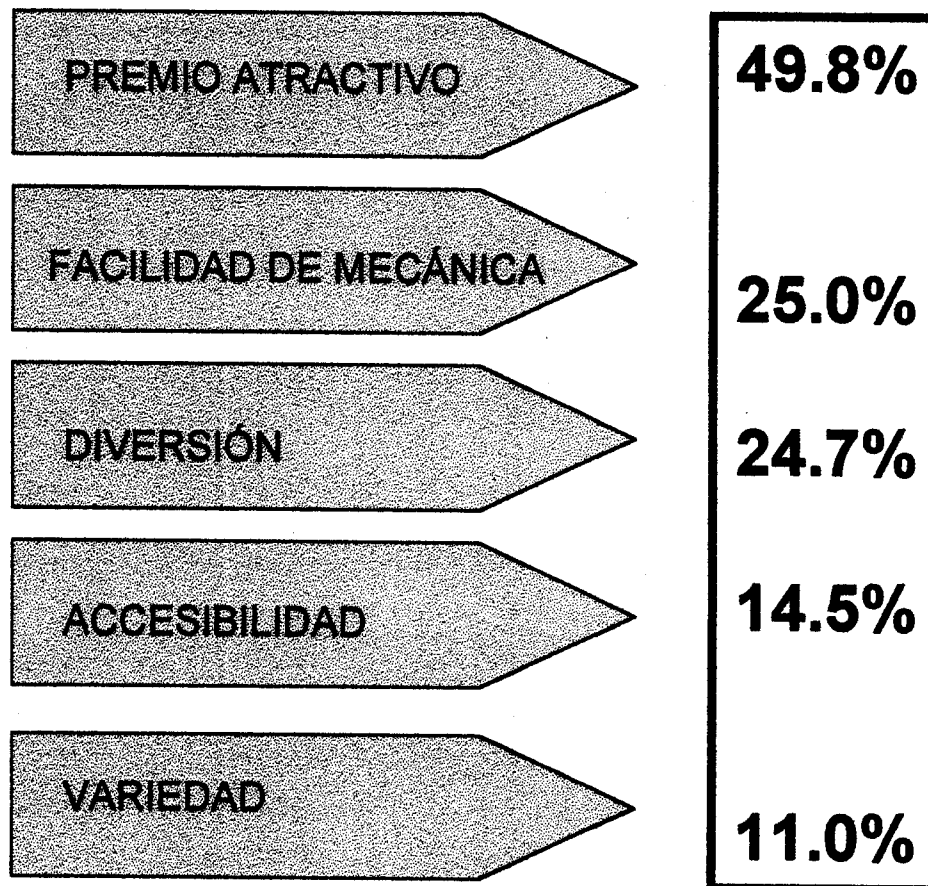 PREMIO ATRACTIVO 49.8%
FACILIDAD DE MECÁNICA 25.0%
DIVERSIÓN 24.7%
ACCESIBILIDAD 14.5%
VARIEDAD 11.0%